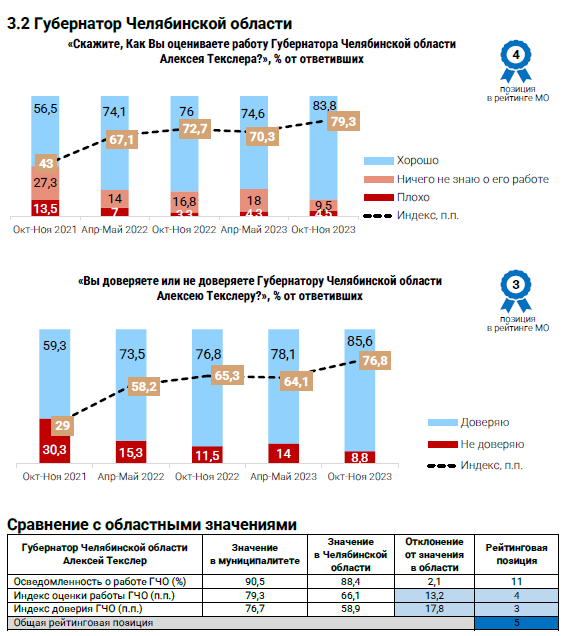 3.2 Губернатор Челябинской области
«Скажите, Как Вы оцениваете работу Губернатора Челябинской области
Алексея Текслера?», % от ответивших
4
позиция
в рейтинге МО
56,5 74,1 76 74,6 83,8
43 67,1 72,7 70,3 79,3
27,3 14 16,8 18 9,5
13,5 7 3,3 4,3 4,5
Окт-Ноя 2021 Апр-Май 2022 Окт-Ноя 2022 Апр-Май 2023 Окт-Ноя 2023
Хорошо
Ничего не знаю о его работе
Плохо
Индекс, п.п.
«Вы доверяете или не доверяете Губернатору Челябинской области
Алексею Текслеру?», % от ответивших
3
позиция
в рейтинге МО
59,3 73,5 76,8 78,1 85,6
29 58,2 65,3 64,1 76,8
30,3 15,3 11,5 14 8,8
Окт-Ноя 2021 Апр-Май 2022 Окт-Ноя 2022 Апр-Май 2023 Окт-Ноя 2023
Доверяю
Не доверяю
Индекс, п.п.
Сравнение с областными значениями
Губернатор Челябинской области Алексей Текслер Значение в муниципалитете Значение в Челябинской области Отклонение от значения в области Рейтинговая позиция
Осведомленность о работе ГЧО (%) 90,5 88,4 2,1 11
Индекс оценки работы ГЧО (п.п.) 79,3 66,1 13,2 4
Индекс доверия ГЧО (п.п.) 76,7 58,9 17,8 3
Общая рейтинговая позиция 5